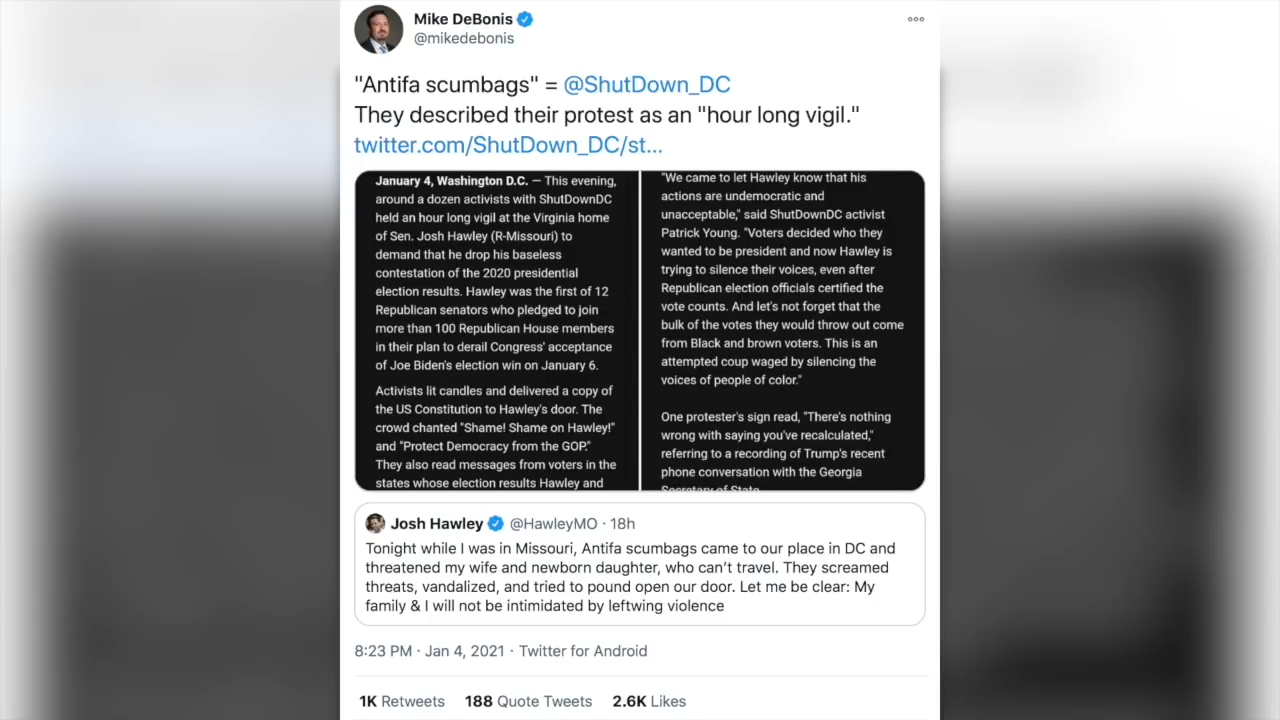 Mike DeBonis
@mikedebonis
"Antifa scumbags" = @ShutDown_DC
They described their protest as an "hour long vigil."
twitter.com/ShutDown_DC/st...
January 4, Washington D.C. — This evening,
around a dozen activists with ShutDownDC
held an hour long vigil at the Virginia home
of Sen. Josh Hawley (R-Missouri) to
demand that he drop his baseless
contestation of the 2020 presidential
election results. Hawley was the first of 12
Republican senators who pledged to join
more than 100 Republican House members
in their plan to derail Congress' acceptance
of Joe Biden's election win on January 6.
Activists lit candles and delivered a copy of
the US Constitution to Hawley's door. The
crowd chanted "Shame! Shame on Hawley!"
and "Protect Democracy from the GOP."
They also read messages from voters in the
states whose election results Hawley and
"We came to let Hawley know that his
actions are undemocratic and
unacceptable," said ShutDownDC activist
Patrick Young. "Voters decided who they
wanted to be president and now Hawley is
trying to silence their voices, even after
Republican election officials certified the
vote counts. And let's not forget that the
bulk of the votes they would throw out come
from Black and brown voters. This is an
attempted coup waged by silencing the
voices of people of color."
One protester's sign read, "There's nothing
wrong with saying you've recalculated,"
referring to a recording of Trump's recent
phone conversation with the Georgia
Secretary of State
Josh Hawley @HawleyMO · 18h
Tonight while I was in Missouri, Antifa scumbags came to our place in DC and
threatened my wife and newborn daughter, who can't travel. They screamed
threats, vandalized, and tried to pound open our door. Let me be clear: My
family & I will not be intimidated by leftwing violence
8:23 PM · Jan 4, 2021 · Twitter for Android
1K Retweets 188 Quote Tweets 2.6K Likes